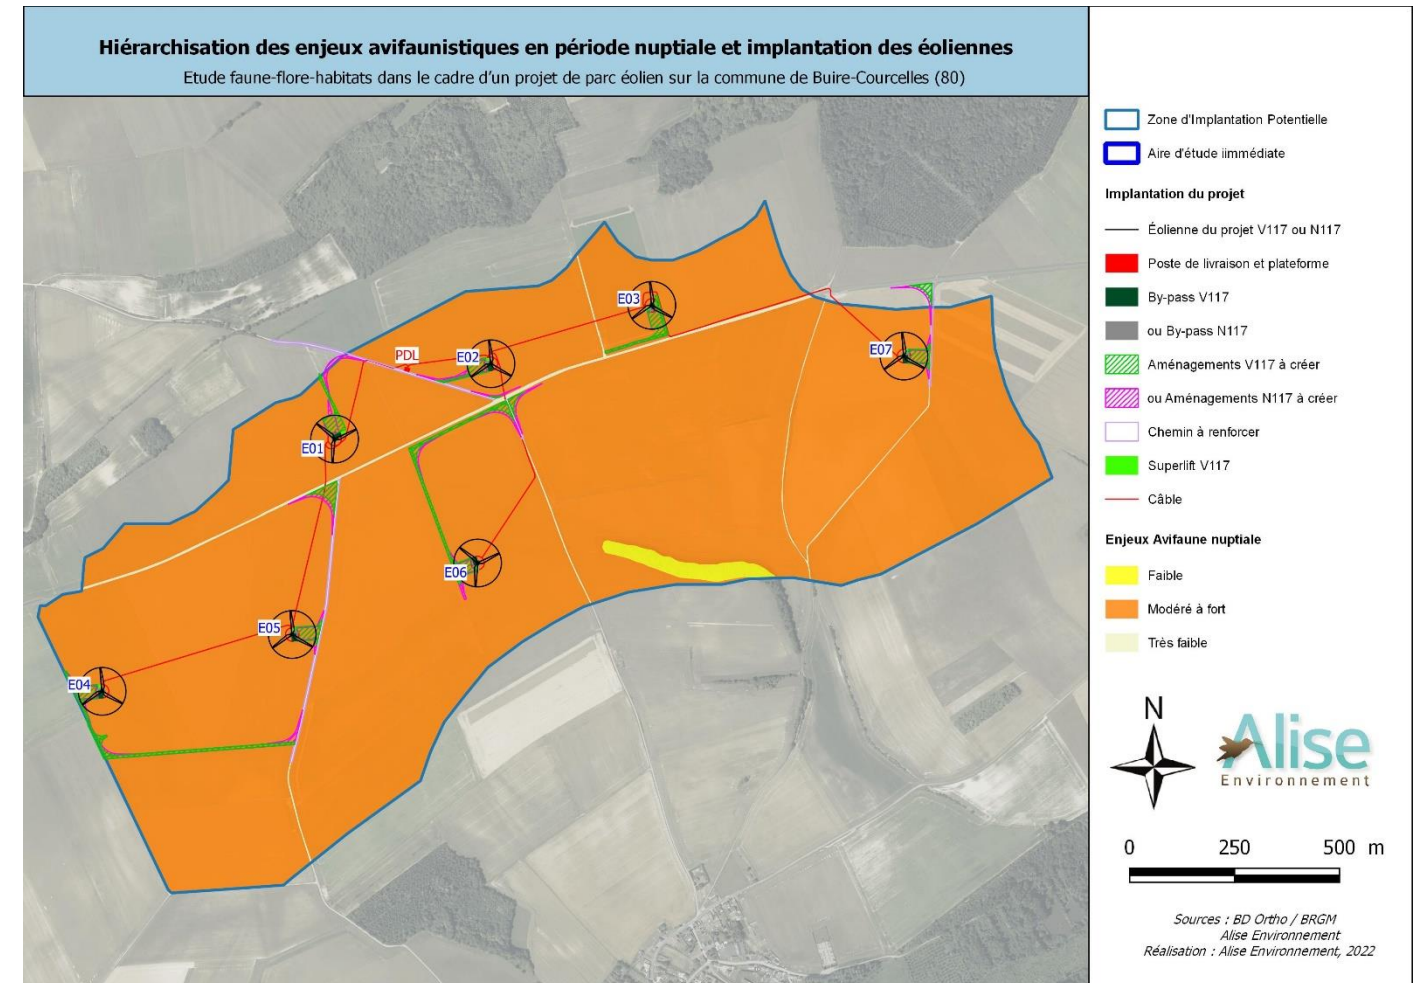 Hiérarchisation des enjeux avifaunistiques en période nuptiale et implantation des éoliennes
Etude faune-flore-habitats dans le cadre d'un projet de parc éolien sur la commune de Buire-Courcelles (80)
E03
E07
PDL
E02
E01
E06
E05
E04
Zone d'Implantation Potentielle
Aire d'étude iimmédiate
Implantation du projet
Éolienne du projet V117 ou N117
Poste de livraison et plateforme
By-pass V117
ou By-pass N117
Aménagements V117 à créer
ou Aménagements N117 à créer
Chemin à renforcer
Superlift V117
Câble
Enjeux Avifaune nuptiale
Faible
Modéré à fort
Très faible
N
Alise
Environnement
0 250 500 m
Sources : BD Ortho / BRGM
Alise Environnement
Réalisation : Alise Environnement, 2022